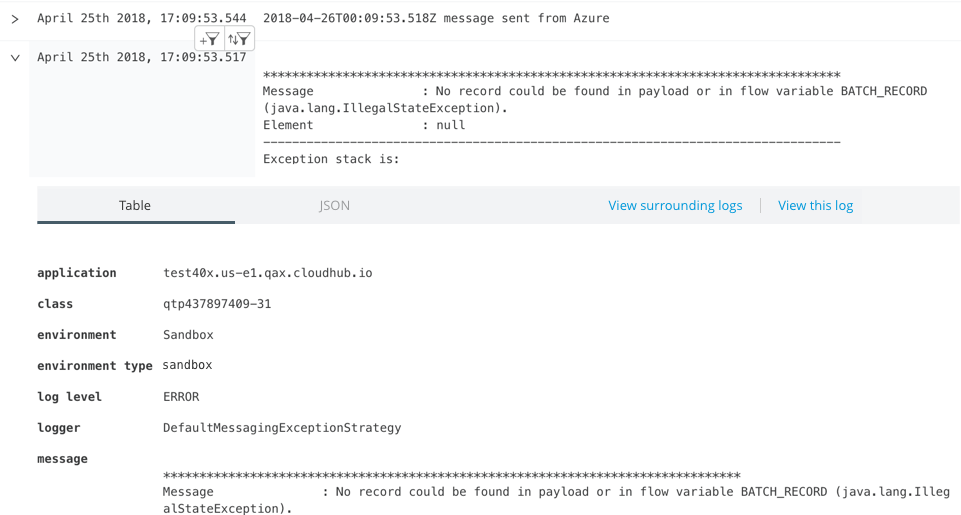 April 25th 2018, 17:09:53.544 2018-04-26T00:09:53.518Z message sent from Azure
April 25th 2018, 17:09:53.517
********************************************************************************
Message : No record could be found in payload or in flow variable BATCH_RECORD
(java.lang.IllegalStateException).
Element : null
--------------------------------------------------------------------------------
Exception stack is:
Table JSON View surrounding logs View this log
application test40x.us-e1.qax.cloudhub.io
class qtp437897409-31
environment Sandbox
environment type sandbox
log level ERROR
logger DefaultMessagingExceptionStrategy
message
********************************************************************************
Message : No record could be found in payload or in flow variable BATCH_RECORD (java.lang.Illeg
alStateException).